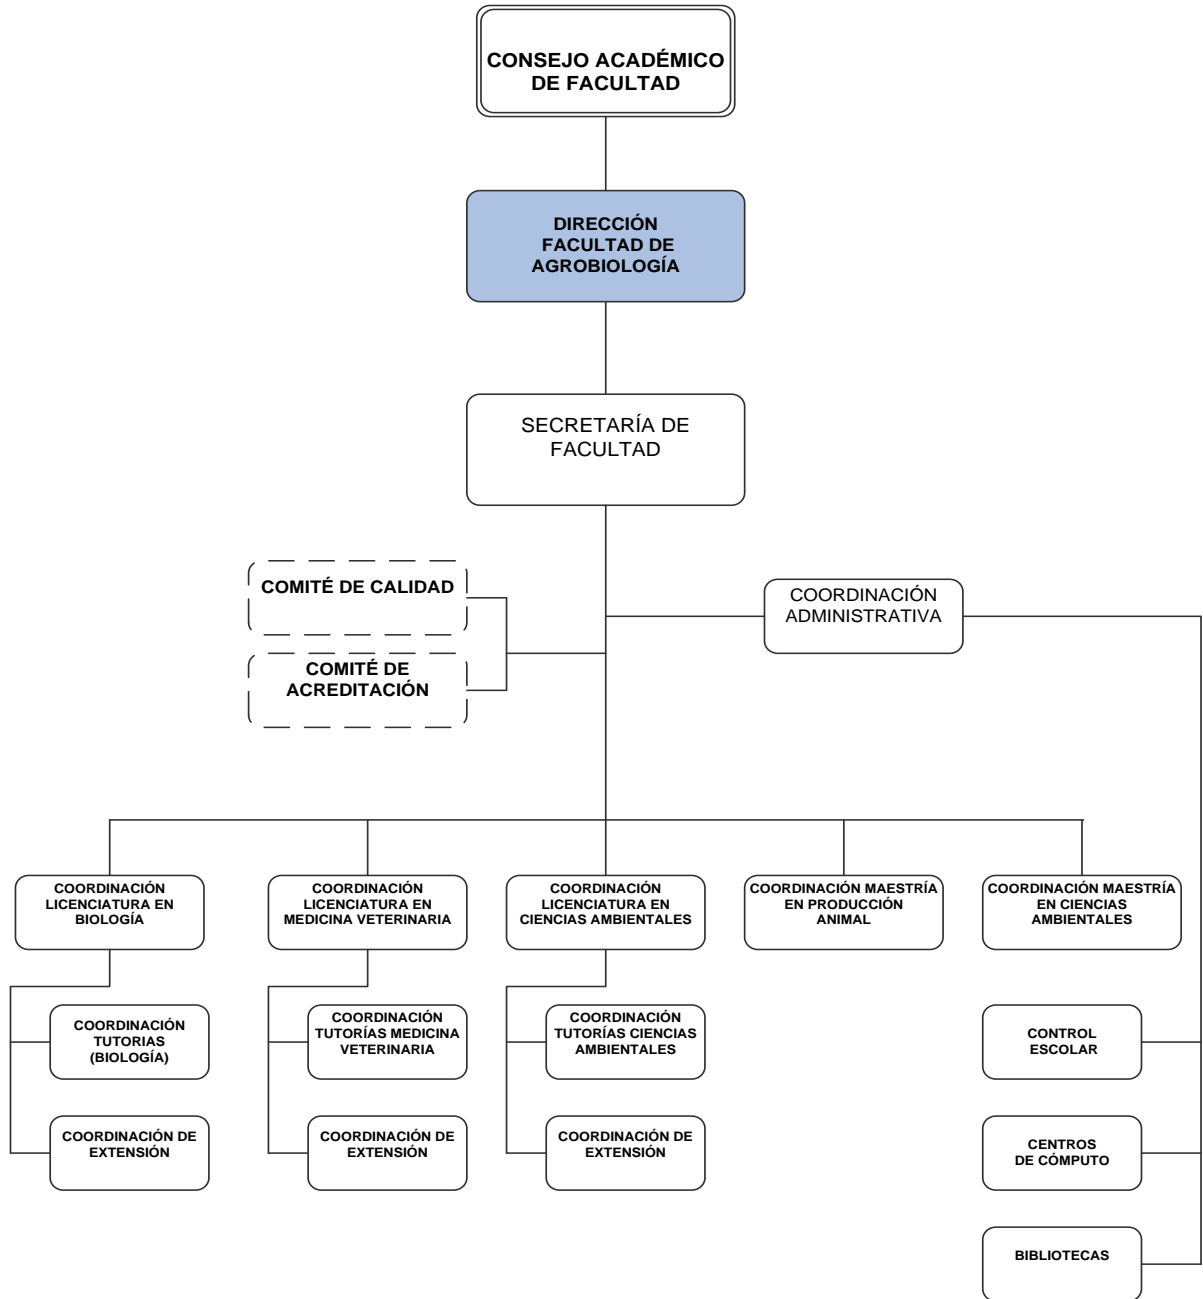 CONSEJO ACADÉMICO
DE FACULTAD
DIRECCIÓN
FACULTAD DE
AGROBIOLOGÍA
SECRETARÍA DE
FACULTAD
COMITÉ DE CALIDAD
COMITÉ DE
ACREDITACIÓN
COORDINACIÓN
ADMINISTRATIVA
COORDINACIÓN
LICENCIATURA EN
BIOLOGÍA
COORDINACIÓN
LICENCIATURA EN
MEDICINA VETERINARIA
COORDINACIÓN
LICENCIATURA EN
CIENCIAS AMBIENTALES
COORDINACIÓN MAESTRÍA
EN PRODUCCIÓN
ANIMAL
COORDINACIÓN MAESTRÍA
EN CIENCIAS
AMBIENTALES
COORDINACIÓN
TUTORIAS
(BIOLOGÍA)
COORDINACIÓN
TUTORÍAS MEDICINA
VETERINARIA
COORDINACIÓN
TUTORÍAS CIENCIAS
AMBIENTALES
CONTROL
ESCOLAR
COORDINACIÓN DE
EXTENSIÓN
COORDINACIÓN DE
EXTENSIÓN
COORDINACIÓN DE
EXTENSIÓN
CENTROS
DE CÓMPUTO
BIBLIOTECAS